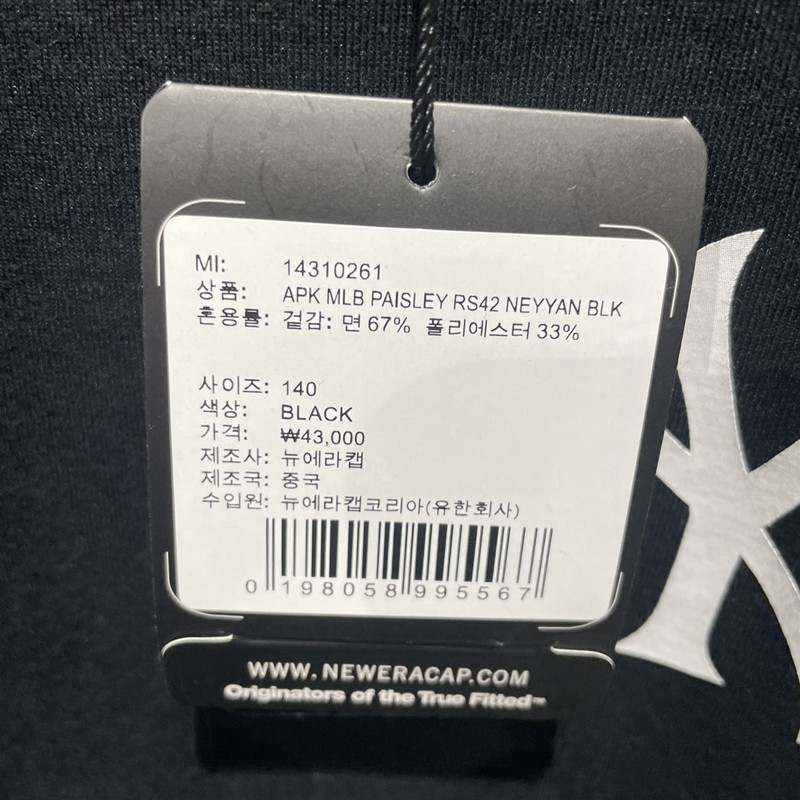 MI: 14310261
상품: APK MLB PAISLEY RS42 NEYYAN BLK
혼용률: 겉감: 면 67% 폴리에스터 33%
사이즈: 140
색상: BLACK
가격: ₩43,000
제조사: 뉴에라캡
제조국: 중국
수입원: 뉴에라캡코리아(유한회사)
0 198058 995567
WWW.NEWERACAP.COM
Originators of the True Fitted™